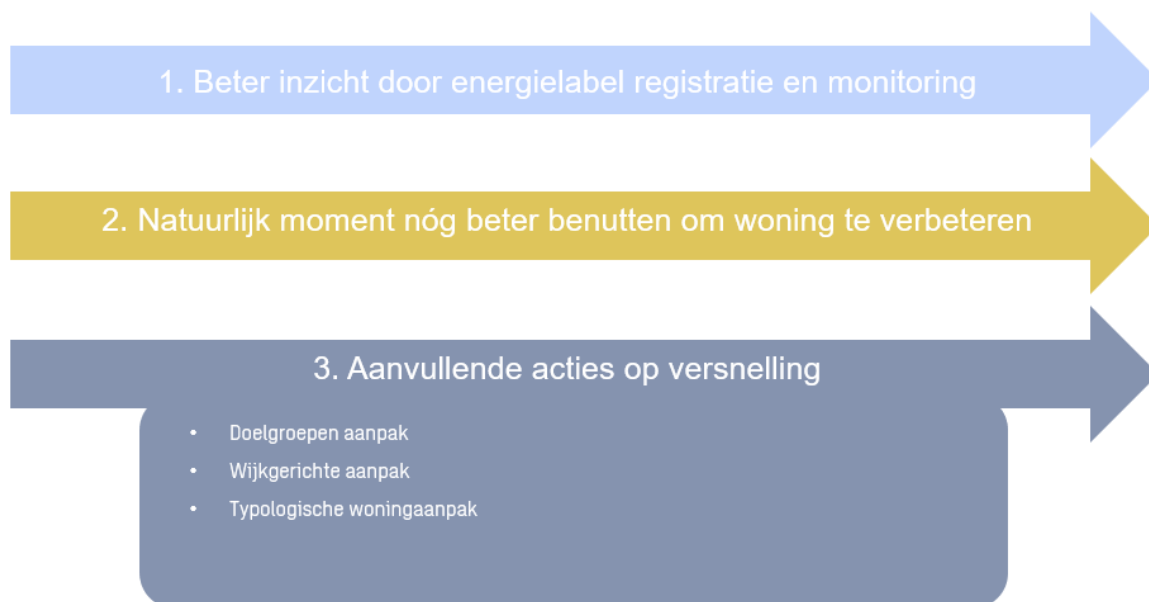 1. Beter inzicht door energielabel registratie en monitoring
2. Natuurlijk moment nóg beter benutten om woning te verbeteren
3. Aanvullende acties op versnelling
• Doelgroepen aanpak
• Wijkgerichte aanpak
• Typologische woningaanpak